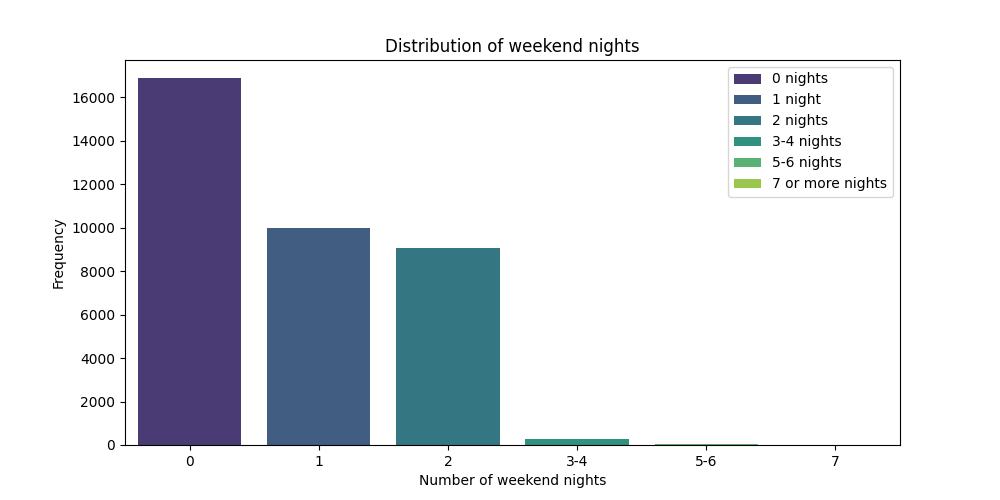 Distribution of weekend nights
0 nights
1 night
2 nights
3-4 nights
5-6 nights
7 or more nights
Frequency
16000
14000
12000
10000
8000
6000
4000
2000
0
0 1 2 3-4 5-6 7
Number of weekend nights